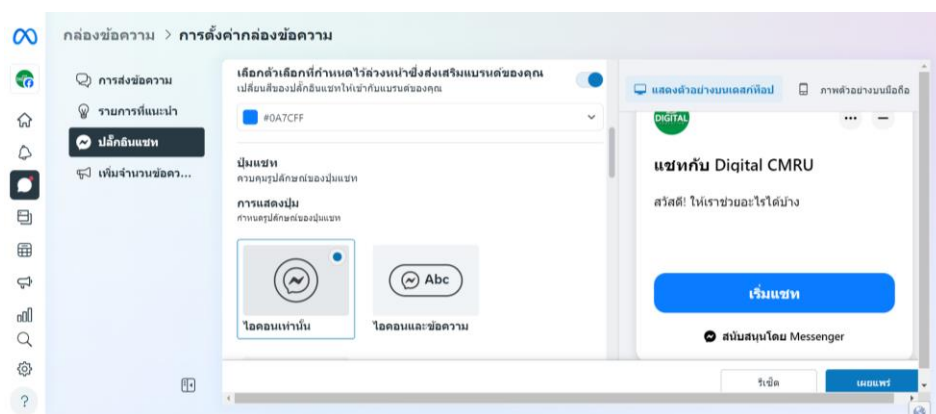 กล่องข้อความ > การตั้งค่ากล่องข้อความ
การส่งข้อความ
รายการที่แนะนำ
ปลั๊กอินแชท
เพิ่มจำนวนข้อคว...
เลือกตัวเลือกที่กำหนดไว้ล่วงหน้าซึ่งส่งเสริมแบรนด์ของคุณ
เปลี่ยนสีของปลั๊กอินแชทให้เข้ากับแบรนด์ของคุณ
#0A7CFF
ปุ่มแชท
ควบคุมรูปลักษณ์ของปุ่มแชท
การแสดงปุ่ม
กำหนดรูปลักษณ์ของปุ่มแชท
Abc
ไอคอนเท่านั้น
ไอคอนและข้อความ
แสดงตัวอย่างบนเดสก์ท็อป
ภาพตัวอย่างบนมือถือ
DIGITAL
แชทกับ Digital CMRU
สวัสดี! ให้เราช่วยอะไรได้บ้าง
เริ่มแชท
สนับสนุนโดย Messenger
รีเซ็ต
เผยแพร่